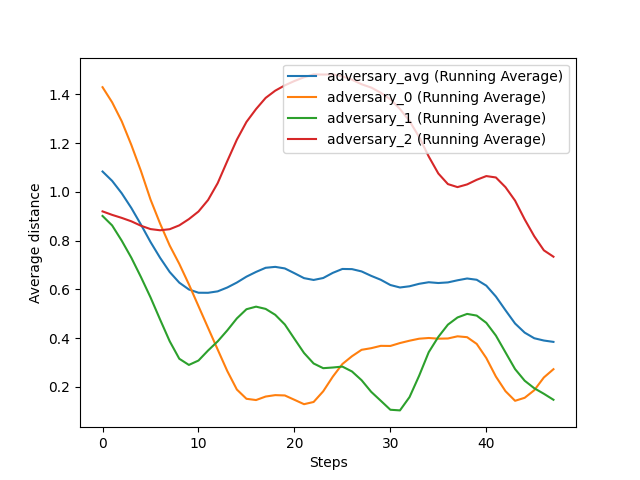 adversary_avg (Running Average)
adversary_0 (Running Average)
adversary_1 (Running Average)
adversary_2 (Running Average)
1.4
1.2
1.0
0.8
0.6
0.4
0.2
Average distance
0
10
20
30
40
Steps